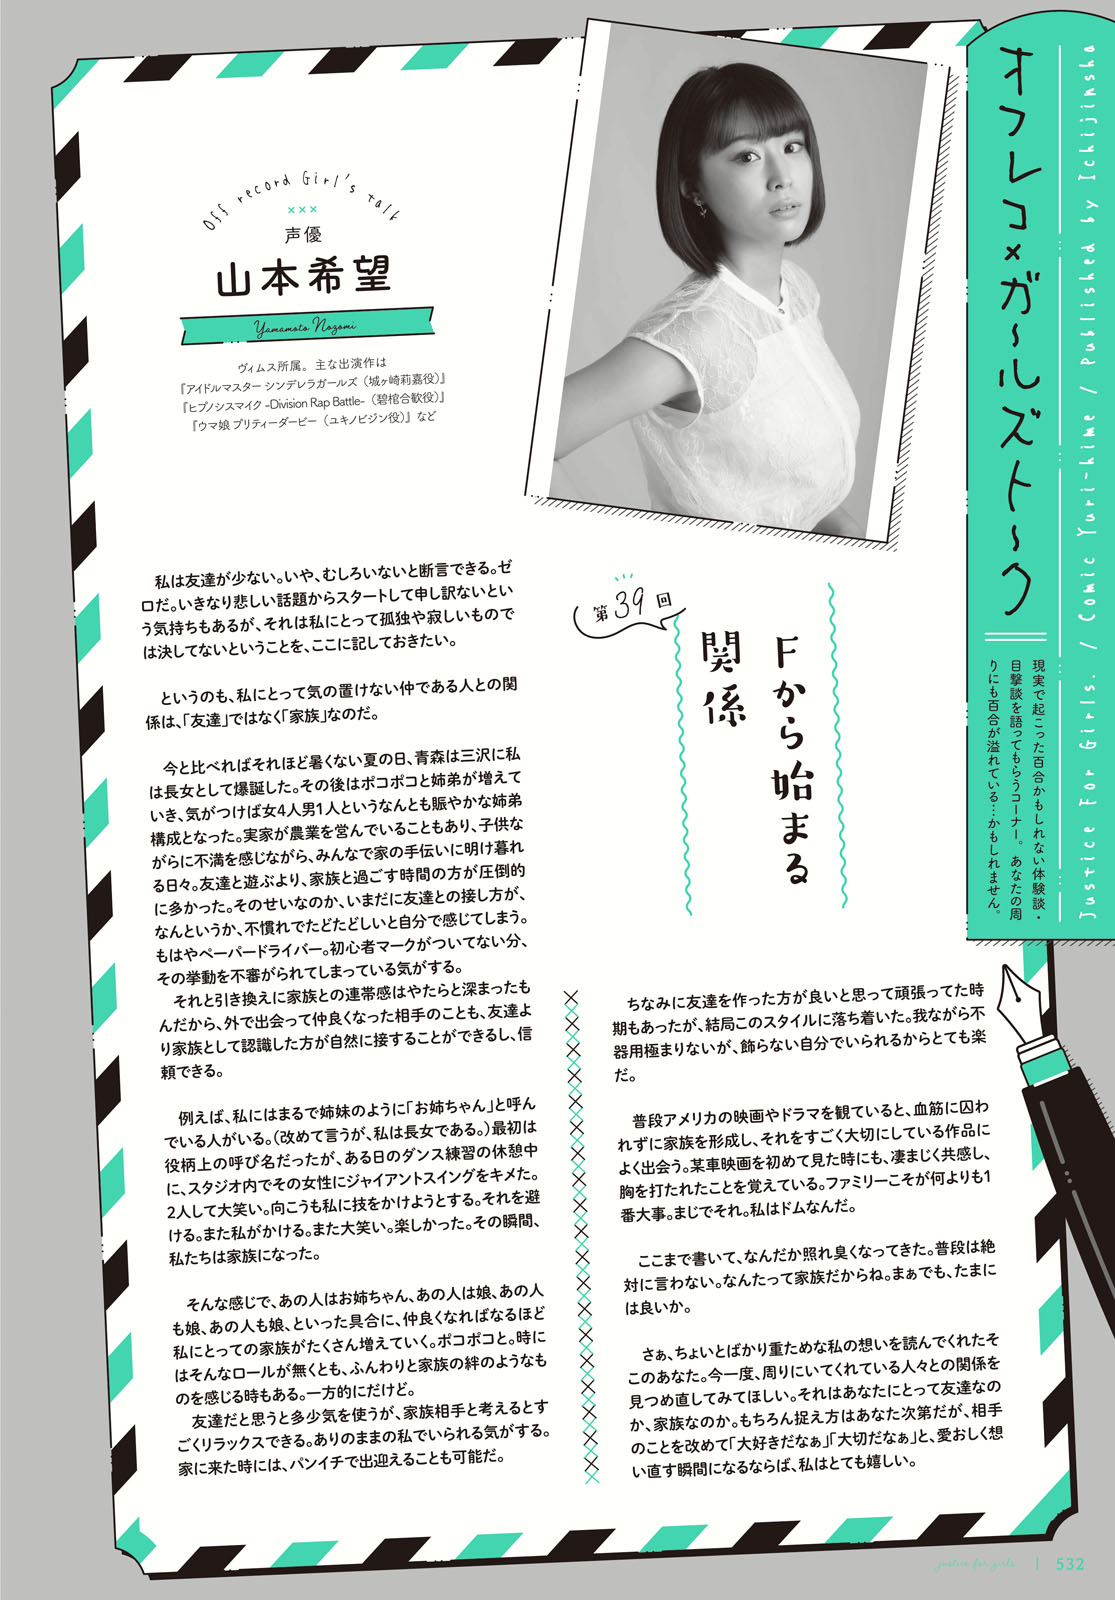 オフレコ×ガールズトーク
Justice For Girls. / Comic Yuri-hime / Published by Ichijinsha
現実で起こった百合かもしれない体験談・
目撃談を語ってもらうコーナー。あなたの周
りにも百合が溢れている…かもしれません。
Off record Girl's talk
×××
声優
山本希望
Yamamoto Nozomi
ヴィムス所属。主な出演作は
『アイドルマスター シンデレラガールズ（城ヶ崎莉嘉役）』
『ヒプノシスマイク -Division Rap Battle-（碧棺合歓役）』
『ウマ娘 プリティーダービー（ユキノビジン役）』など
第39回
Fから始まる
関係
私は友達が少ない。いや、むしろいないと断言できる。ゼ
ロだ。いきなり悲しい話題からスタートして申し訳ないとい
う気持ちもあるが、それは私にとって孤独や寂しいもので
は決してないということを、ここに記しておきたい。
というのも、私にとって気の置けない仲である人との関
係は、「友達」ではなく「家族」なのだ。
今と比べればそれほど暑くない夏の日、青森は三沢に私
は長女として爆誕した。その後はポコポコと姉弟が増えて
いき、気がつけば女4人男1人というなんとも賑やかな姉弟
構成となった。実家が農業を営んでいることもあり、子供な
がらに不満を感じながら、みんなで家の手伝いに明け暮れ
る日々。友達と遊ぶより、家族と過ごす時間の方が圧倒的
に多かった。そのせいなのか、いまだに友達との接し方が、
なんというか、不慣れでたどたどしいと自分で感じてしまう。
もはやペーパードライバー。初心者マークがついてない分、
その挙動を不審がられてしまっている気がする。
それと引き換えに家族との連帯感はやたらと深まったも
んだから、外で出会って仲良くなった相手のことも、友達よ
り家族として認識した方が自然に接することができるし、信
頼できる。
例えば、私にはまるで姉妹のように「お姉ちゃん」と呼ん
でいる人がいる。（改めて言うが、私は長女である。）最初は
役柄上の呼び名だったが、ある日のダンス練習の休憩中
に、スタジオ内でその女性にジャイアントスイングをキメた。
2人して大笑い。向こうも私に技をかけようとする。それを避
ける。また私がかける。また大笑い。楽しかった。その瞬間、
私たちは家族になった。
そんな感じで、あの人はお姉ちゃん、あの人は娘、あの人
も娘、あの人も娘、といった具合に、仲良くなればなるほど
私にとっての家族がたくさん増えていく。ポコポコと。時に
はそんなロールが無くとも、ふんわりと家族の絆のようなも
のを感じる時もある。一方的にだけど。
友達だと思うと多少気を使うが、家族相手と考えるとす
ごくリラックスできる。ありのままの私でいられる気がする。
家に来た時には、パンイチで出迎えることも可能だ。
ちなみに友達を作った方が良いと思って頑張ってた時
期もあったが、結局このスタイルに落ち着いた。我ながら不
器用極まりないが、飾らない自分でいられるからとても楽
だ。
普段アメリカの映画やドラマを観ていると、血筋に囚わ
れずに家族を形成し、それをすごく大切にしている作品に
よく出会う。某車映画を初めて見た時にも、凄まじく共感し、
胸を打たれたことを覚えている。ファミリーこそが何よりも1
番大事。まじでそれ。私はドムなんだ。
ここまで書いて、なんだか照れ臭くなってきた。普段は絶
対に言わない。なんたって家族だからね。まぁでも、たまに
は良いか。
さぁ、ちょいとばかり重ためな私の想いを読んでくれたそ
このあなた。今一度、周りにいてくれている人々との関係を
見つめ直してみてほしい。それはあなたにとって友達なの
か、家族なのか。もちろん捉え方はあなた次第だが、相手
のことを改めて「大好きだなぁ」「大切だなぁ」と、愛おしく想
い直す瞬間になるならば、私はとても嬉しい。
justice for girls. | 532